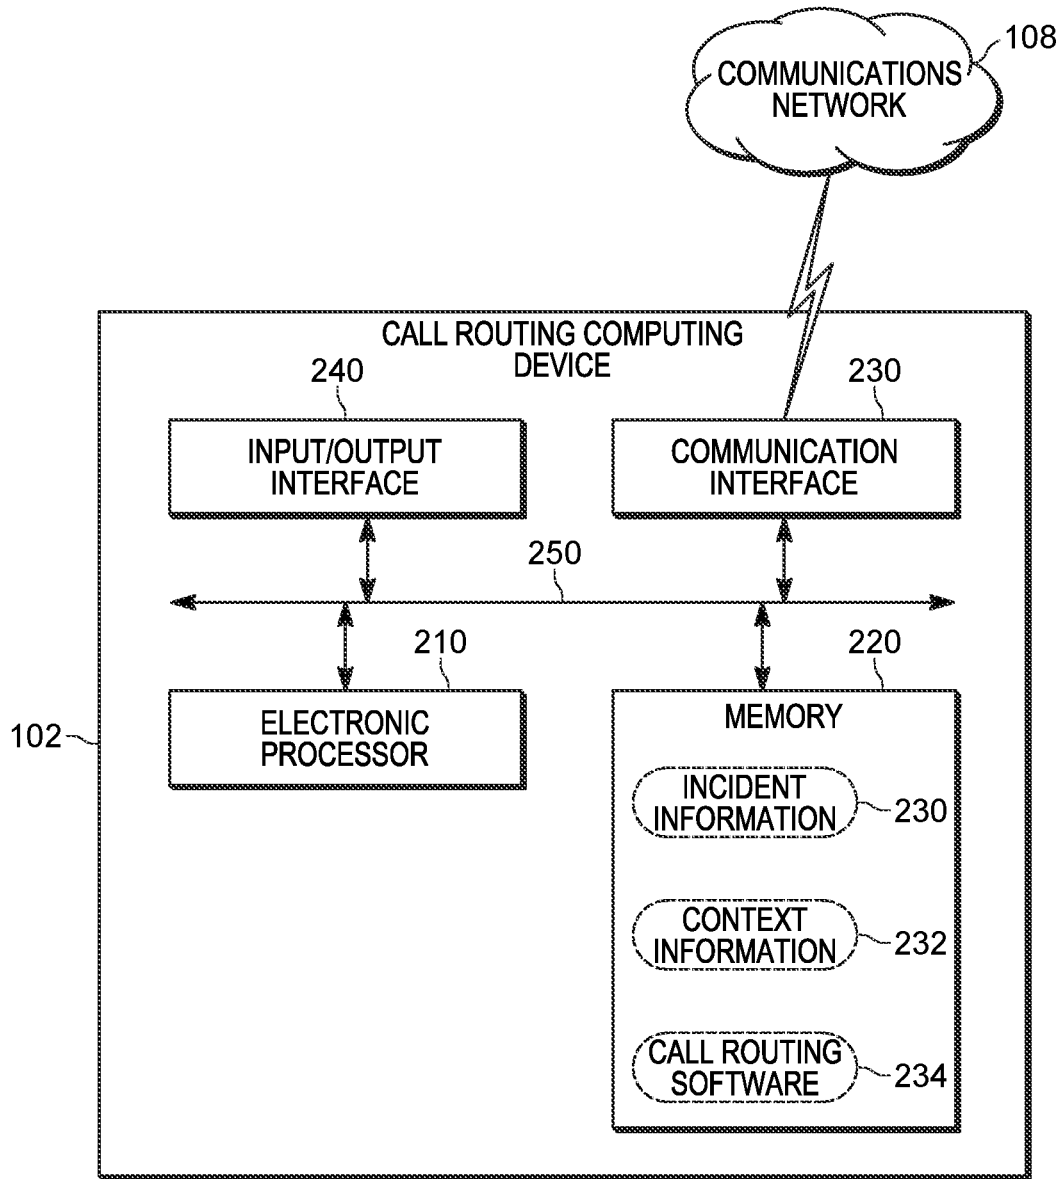 108
COMMUNICATIONS
NETWORK
CALL ROUTING COMPUTING
DEVICE
240
230
INPUT/OUTPUT
INTERFACE
COMMUNICATION
INTERFACE
250
210
220
102
ELECTRONIC
PROCESSOR
MEMORY
INCIDENT
INFORMATION
230
CONTEXT
INFORMATION
232
CALL ROUTING
SOFTWARE
234